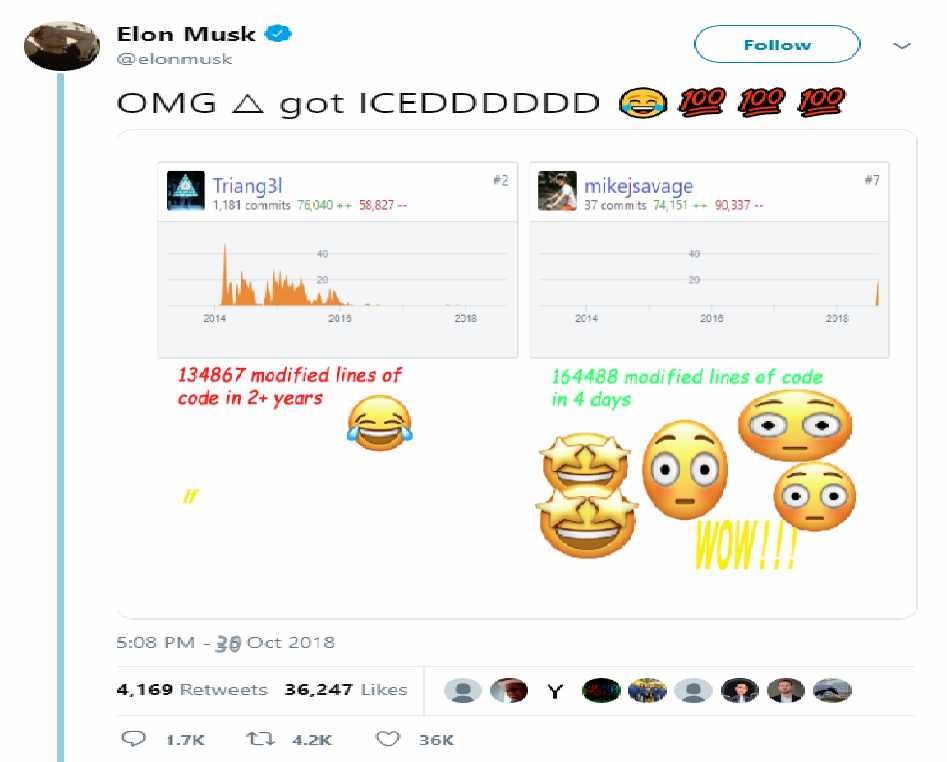 Elon Musk
@elonmusk
Follow
OMG △ got ICEDDDDDD 😂 💯 💯 💯
Triang3l
#2
1,181 commits 76,040 ++ 58,827 --
40
20
2014
2016
2018
mikejsavage
#7
37 commits 74,151 ++ 90,337 --
40
20
2014
2016
2018
134867 modified lines of
code in 2+ years
164488 modified lines of code
in 4 days
WOW!!!
5:08 PM - 30 Oct 2018
4,169 Retweets 36,247 Likes
Y
1.7K 4.2K 36K